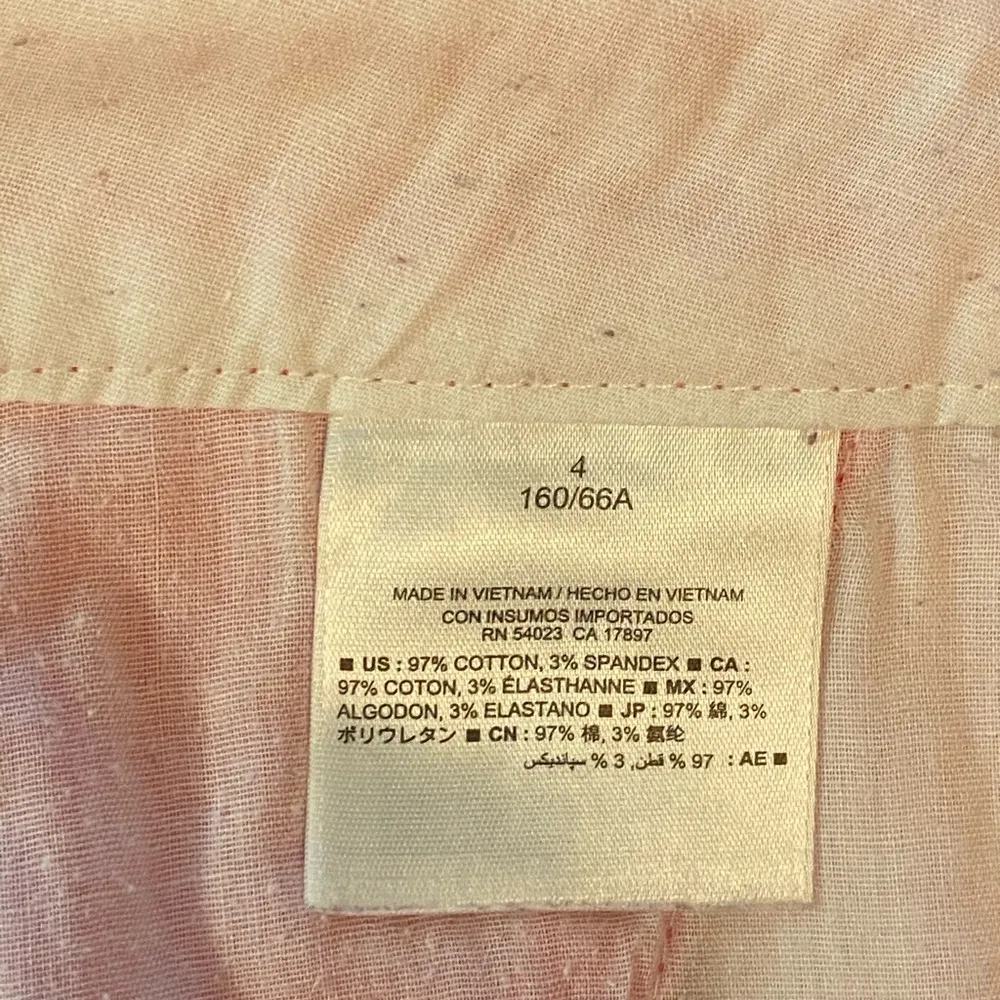 4
160/66A
MADE IN VIETNAM / HECHO EN VIETNAM
CON INSUMOS IMPORTADOS
RN 54023 CA 17897
■ US : 97% COTTON, 3% SPANDEX ■ CA :
97% COTON, 3% ÉLASTHANNE ■ MX : 97%
ALGODON, 3% ELASTANO ■ JP : 97% 綿, 3%
ポリウレタン ■ CN : 97% 棉, 3% 氨纶
■ AE : 97 % قطن, 3 % سپاندیكس